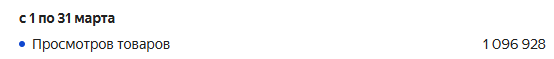 с 1 по 31 марта
Просмотров товаров 1 096 928